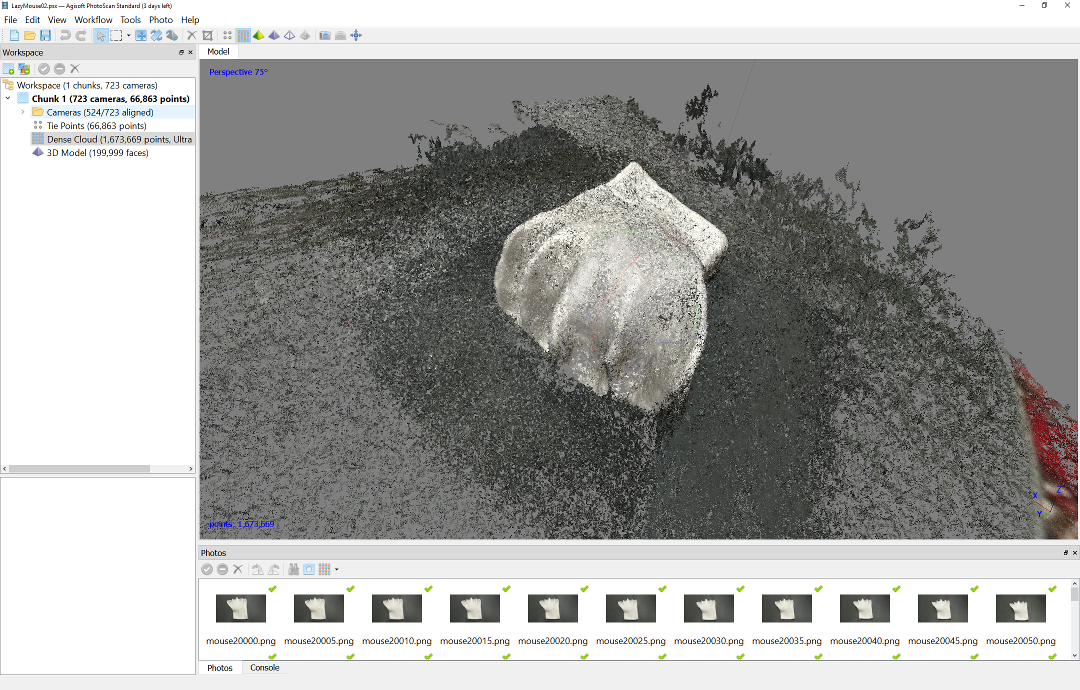 LazyMouse02.psx — Agisoft PhotoScan Standard (3 days left)
File Edit View Workflow Tools Photo Help
Workspace
Model
Workspace (1 chunks, 723 cameras)
Chunk 1 (723 cameras, 66,863 points)
Cameras (524/723 aligned)
Tie Points (66,863 points)
Dense Cloud (1,673,669 points, Ultra
3D Model (199,999 faces)
Perspective 75°
X
Z
Y
points: 1,673,669
Photos
mouse20000.png mouse20005.png mouse20010.png mouse20015.png mouse20020.png mouse20025.png mouse20030.png mouse20035.png mouse20040.png mouse20045.png mouse20050.png
Photos Console